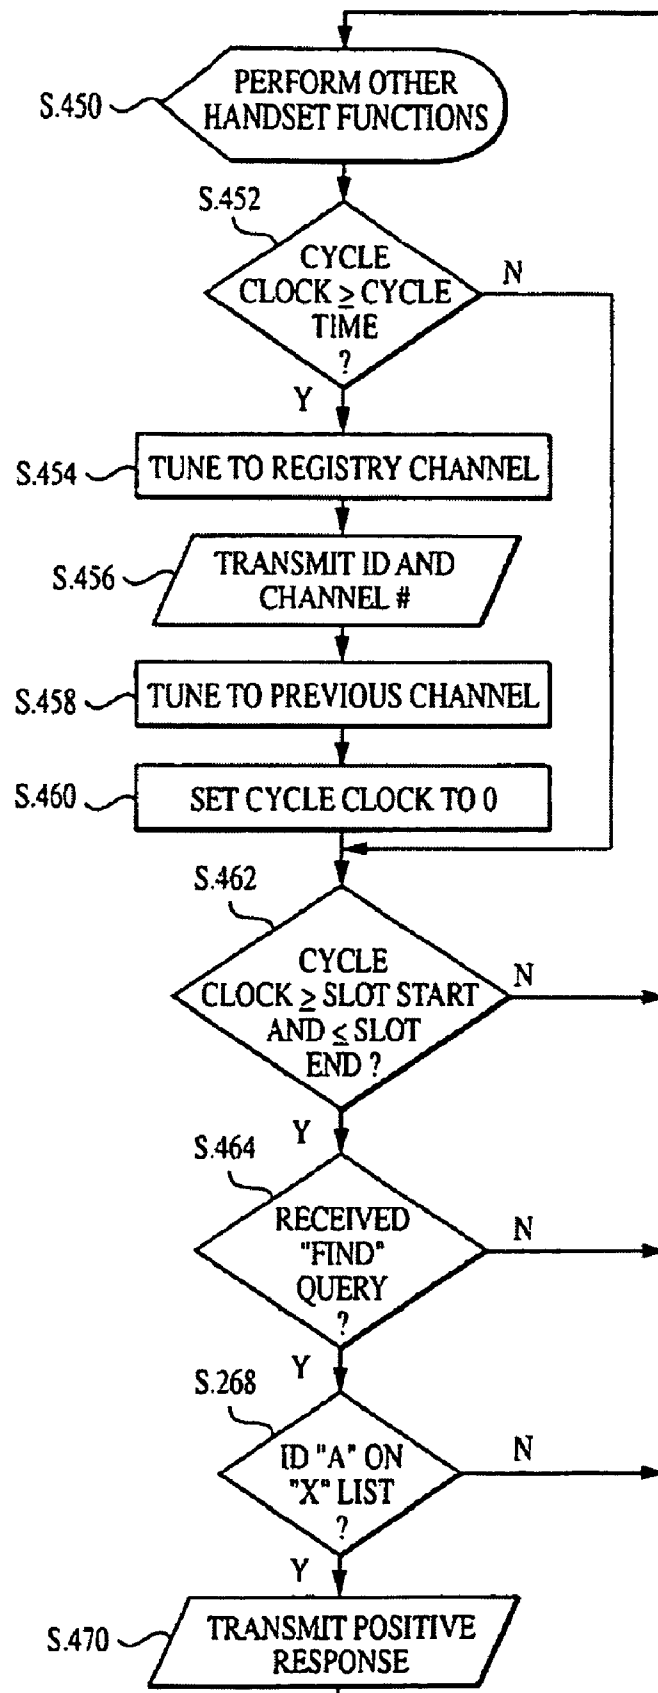 PERFORM OTHER
HANDSET FUNCTIONS
S.450
S.452
CYCLE
CLOCK ≥ CYCLE
TIME
?
N
Y
S.454
TUNE TO REGISTRY CHANNEL
S.456
TRANSMIT ID AND
CHANNEL #
S.458
TUNE TO PREVIOUS CHANNEL
S.460
SET CYCLE CLOCK TO 0
S.462
CYCLE
CLOCK ≥ SLOT START
AND ≤ SLOT
END ?
N
Y
S.464
RECEIVED
"FIND"
QUERY
?
N
Y
S.268
ID "A" ON
"X" LIST
?
N
Y
S.470
TRANSMIT POSITIVE
RESPONSE